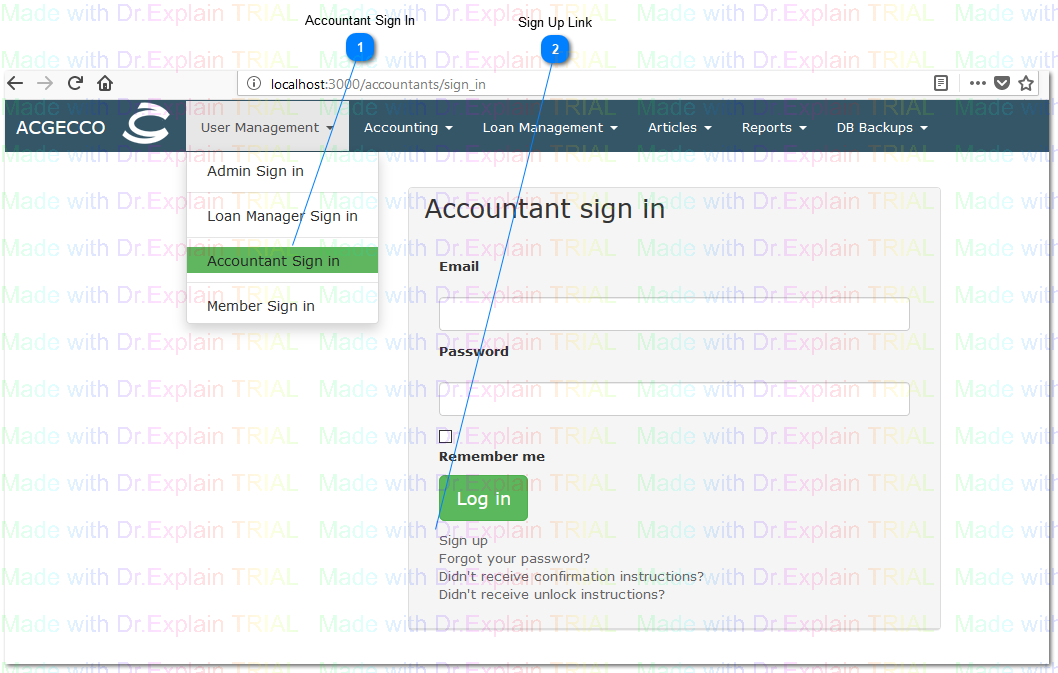 Accountant Sign In
Sign Up Link
1
2
localhost:3000/accountants/sign_in
ACGECCO
User Management
Accounting
Loan Management
Articles
Reports
DB Backups
Admin Sign in
Loan Manager Sign in
Accountant Sign in
Member Sign in
Accountant sign in
Email
Password
Remember me
Log in
Sign up
Forgot your password?
Didn't receive confirmation instructions?
Didn't receive unlock instructions?
Made with Dr.Explain TRIAL